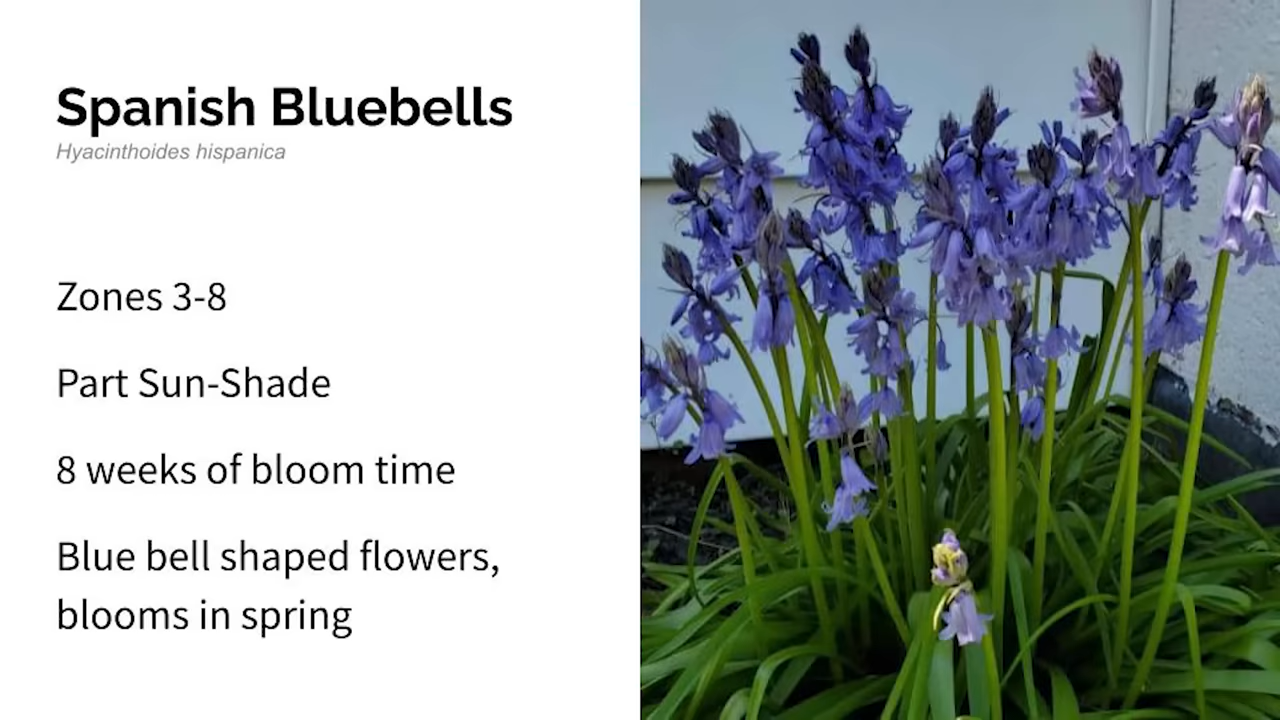 Spanish Bluebells
Hyacinthoides hispanica
Zones 3-8
Part Sun-Shade
8 weeks of bloom time
Blue bell shaped flowers,
blooms in spring